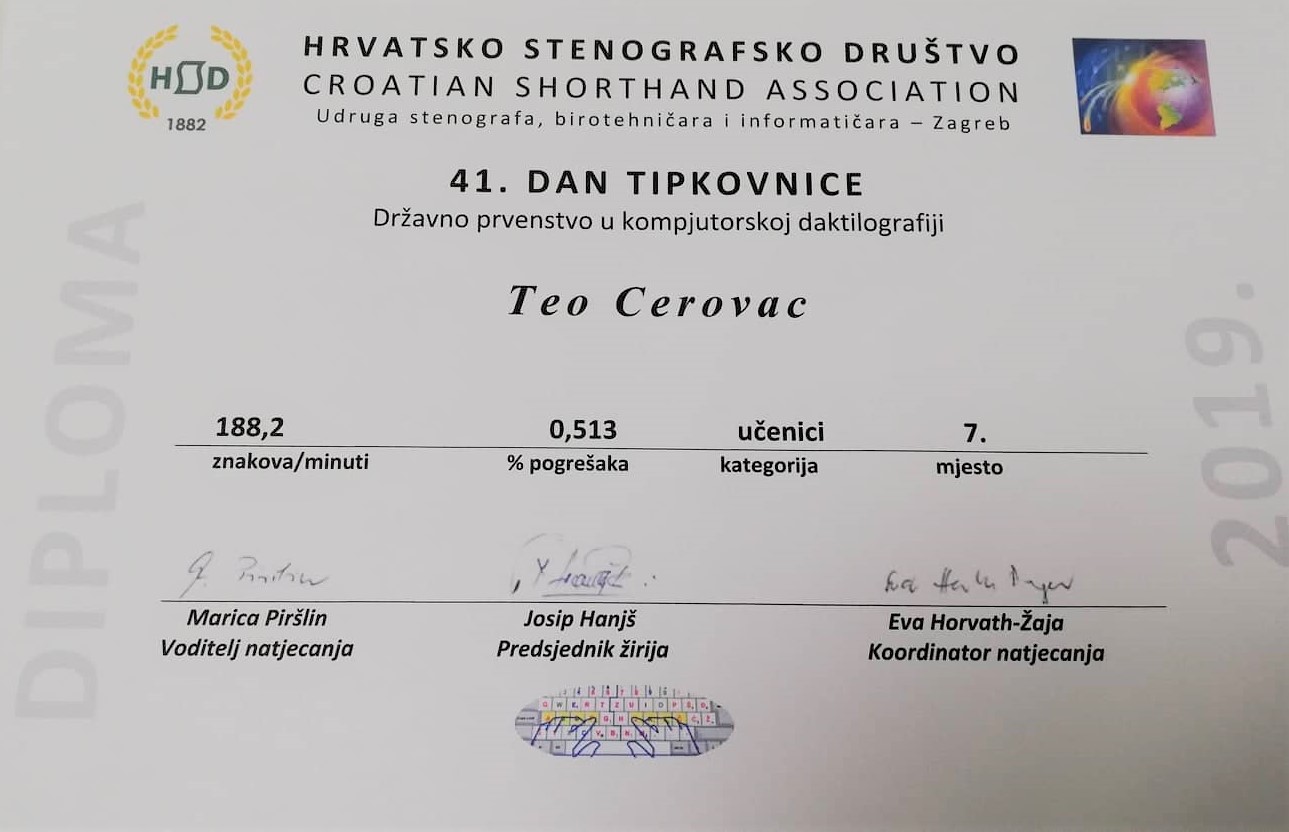 HRVATSKO STENOGRAFSKO DRUŠTVO
CROATIAN SHORTHAND ASSOCIATION
Udruga stenografa, birotehničara i informatičara – Zagreb
HSD
1882
41. DAN TIPKOVNICE
Državno prvenstvo u kompjutorskoj daktilografiji
DIPLOMA
2019.
Teo Cerovac
188,2 0,513 učenici 7.
znakova/minuti % pogrešaka kategorija mjesto
Marica Piršlin Josip Hanjš Eva Horvath-Žaja
Voditelj natjecanja Predsjednik žirija Koordinator natjecanja